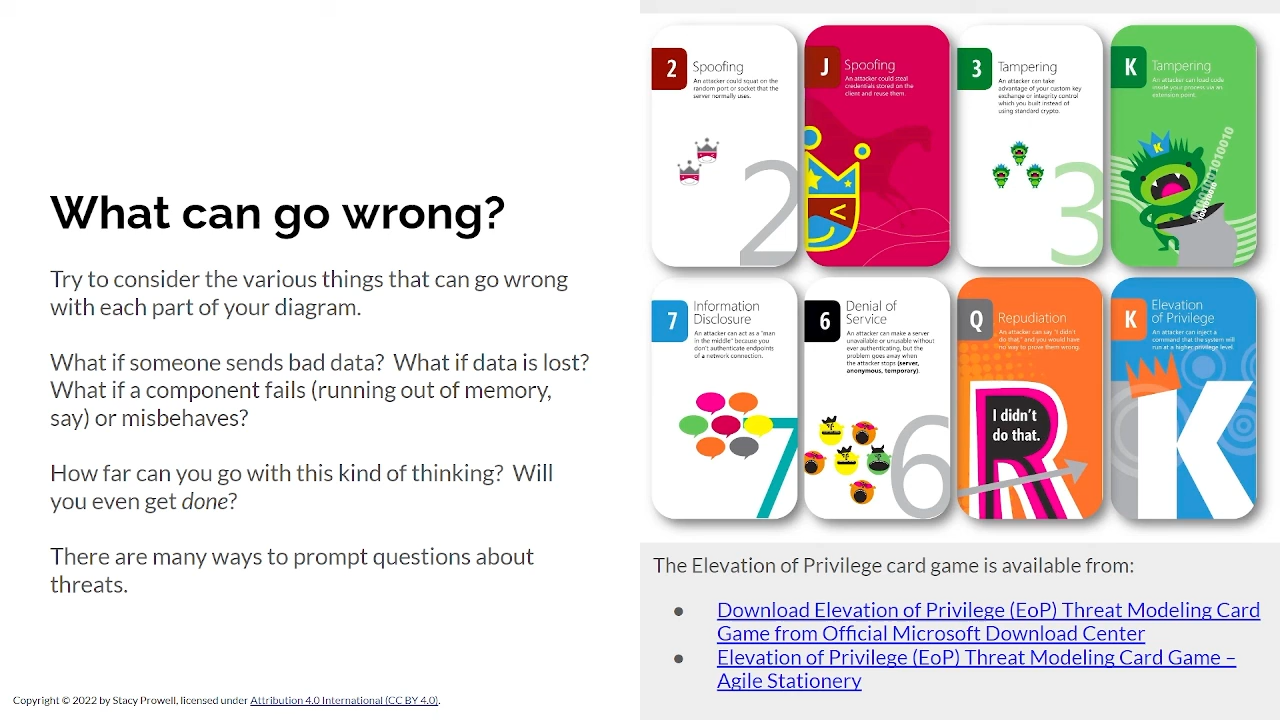 What can go wrong?
Try to consider the various things that can go wrong
with each part of your diagram.
What if someone sends bad data?  What if data is lost?
What if a component fails (running out of memory,
say) or misbehaves?
How far can you go with this kind of thinking?  Will
you even get done?
There are many ways to prompt questions about
threats.
Copyright © 2022 by Stacy Prowell, licensed under Attribution 4.0 International (CC BY 4.0).
2
Spoofing
An attacker could squat on the
random port or socket that the
server normally uses.
2
J
Spoofing
An attacker could steal
credentials stored on the
client and reuse them.
3
Tampering
An attacker can take
advantage of your custom key
exchange or integrity control
which you built instead of
using standard crypto.
3
K
Tampering
An attacker can load code
inside your process via an
extension point.
K
7
Information
Disclosure
An attacker can act as a "man
in the middle" because you
don't authenticate endpoints
of a network connection.
7
6
Denial of
Service
An attacker can make a server
unavailable or unusable without
ever authenticating, but the
problem goes away when
the attacker stops (server,
anonymous, temporary).
6
Q
Repudiation
An attacker can say "I didn't
do that," and you would have
no way to prove them wrong.
R
I didn't
do that.
K
Elevation
of Privilege
An attacker can inject a
command that the system will
run at a higher privilege level.
K
The Elevation of Privilege card game is available from:
● Download Elevation of Privilege (EoP) Threat Modeling Card
Game from Official Microsoft Download Center
● Elevation of Privilege (EoP) Threat Modeling Card Game –
Agile Stationery